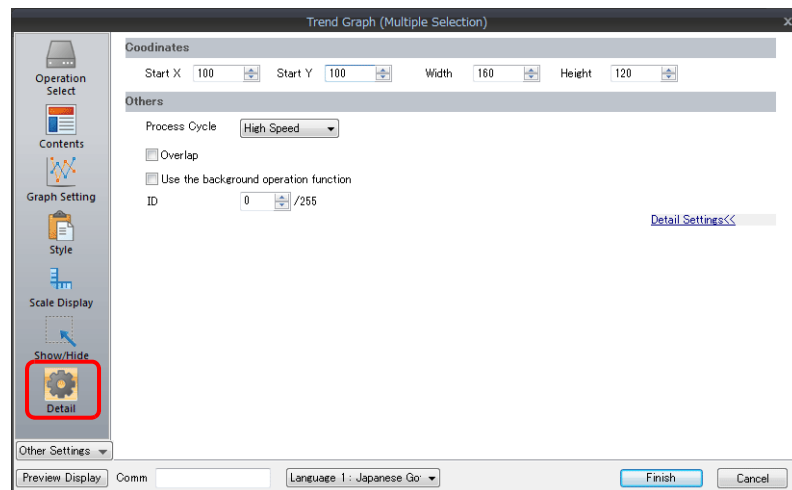 Trend Graph (Multiple Selection)
x
Operation
Select
Contents
Graph Setting
Style
Scale Display
Show/Hide
Detail
Other Settings
Coodinates
Start X 100 Start Y 100 Width 160 Height 120
Others
Process Cycle High Speed
Overlap
Use the background operation function
ID 0 /255
Detail Settings<<
Preview Display Comm Language 1 : Japanese Go Finish Cancel